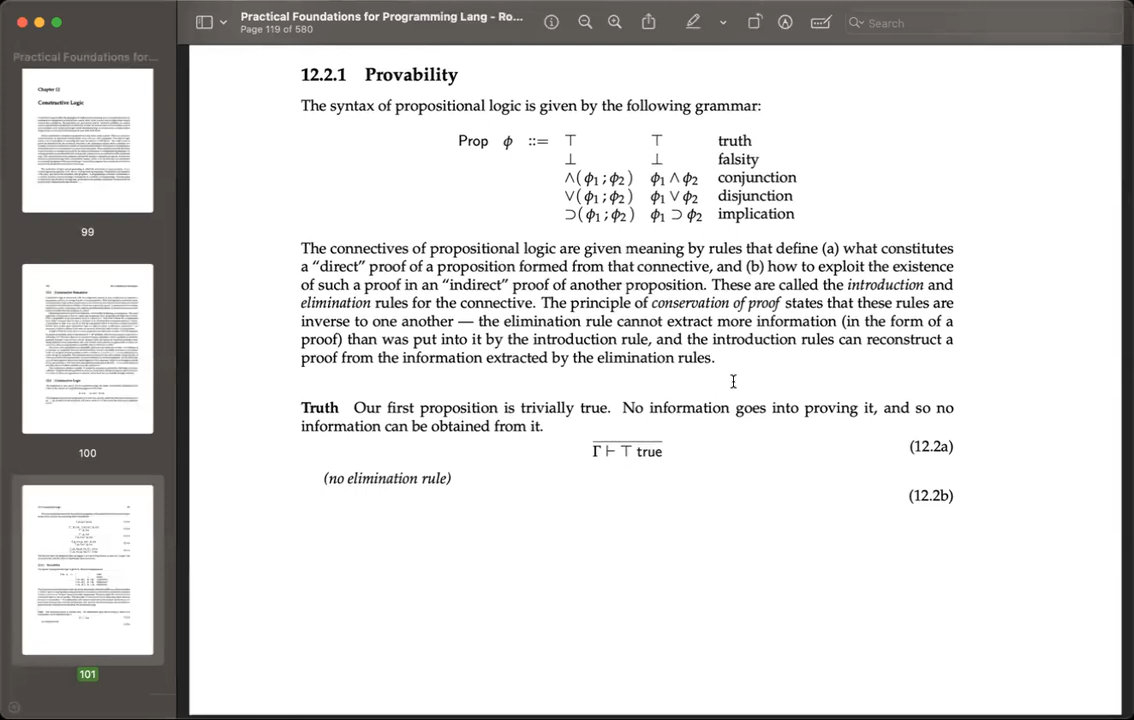 Practical Foundations for Programming Lang - Ro...
Page 119 of 580
Search
Practical Foundations for...
Chapter 12
Constructive Logic
99
100
101
12.2.1 Provability
The syntax of propositional logic is given by the following grammar:
Prop ϕ ::= ⊤ ⊤ truth
⊥ ⊥ falsity
∧(ϕ1;ϕ2) ϕ1 ∧ ϕ2 conjunction
∨(ϕ1;ϕ2) ϕ1 ∨ ϕ2 disjunction
⊃(ϕ1;ϕ2) ϕ1 ⊃ ϕ2 implication
The connectives of propositional logic are given meaning by rules that define (a) what constitutes
a “direct” proof of a proposition formed from that connective, and (b) how to exploit the existence
of such a proof in an “indirect” proof of another proposition. These are called the introduction and
elimination rules for the connective. The principle of conservation of proof states that these rules are
inverse to one another — the elimination rule cannot extract more information (in the form of a
proof) than was put into it by the introduction rule, and the introduction rules can reconstruct a
proof from the information extracted by the elimination rules.
Truth Our first proposition is trivially true. No information goes into proving it, and so no
information can be obtained from it.
Γ ⊢ ⊤ true (12.2a)
(no elimination rule)
(12.2b)